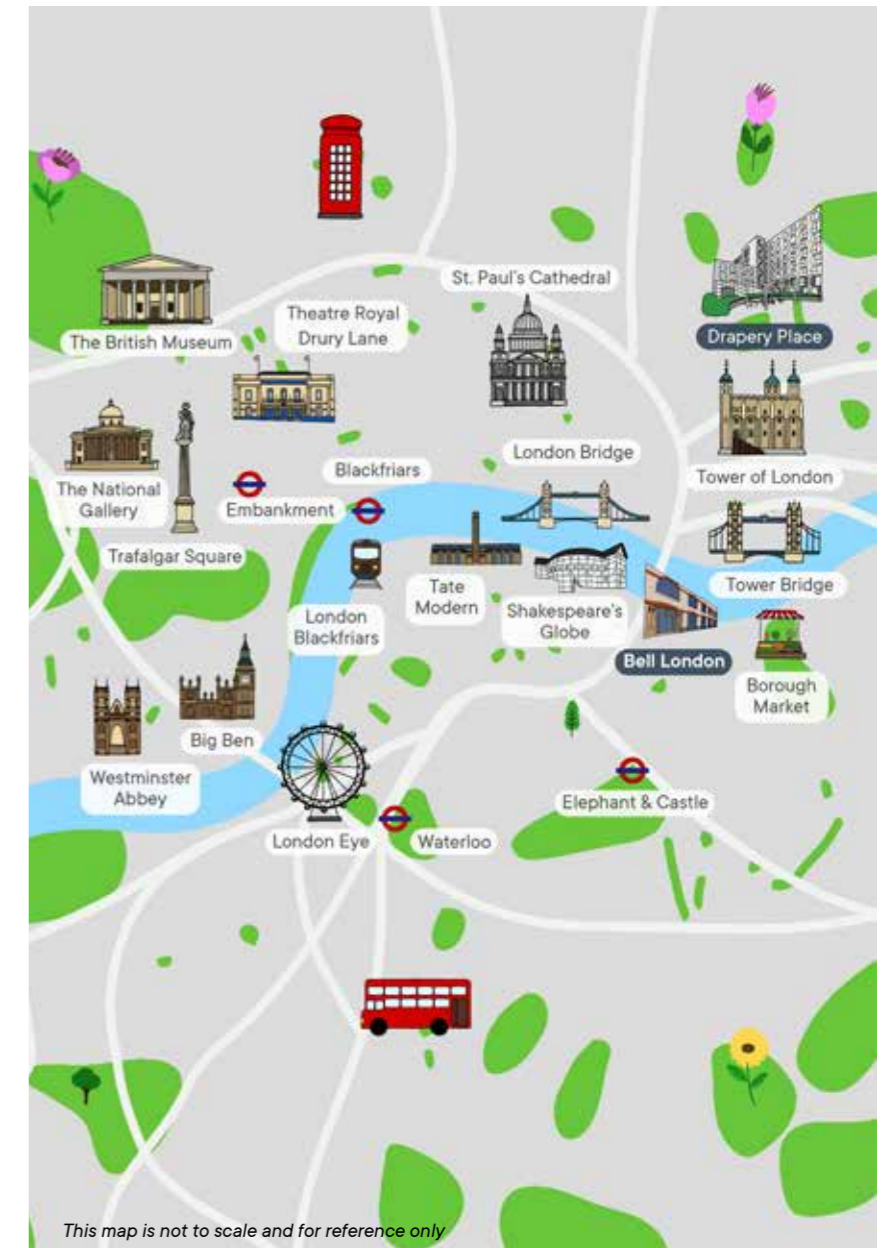 St. Paul's Cathedral
Theatre Royal
Drury Lane
The British Museum
Drapery Place
London Bridge
Blackfriars
Tower of London
The National
Gallery
Embankment
Trafalgar Square
Tate
Modern
Tower Bridge
Shakespeare's
Globe
London
Blackfriars
Bell London
Borough
Market
Big Ben
Westminster
Abbey
Elephant & Castle
London Eye
Waterloo
This map is not to scale and for reference only